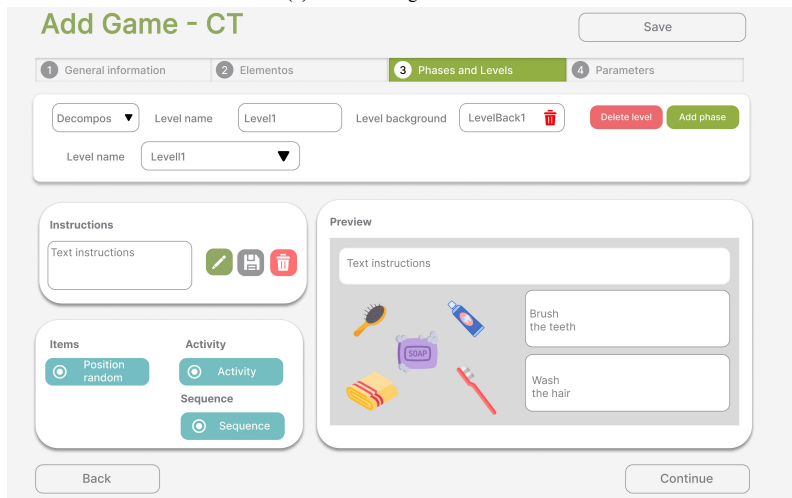 Add Game - CT
Save
1 General information
2 Elementos
3 Phases and Levels
4 Parameters
Decompos
Level name
Level1
Level background
LevelBack1
Delete level
Add phase
Level name
Levell1
Instructions
Text instructions
Preview
Text instructions
Brush
the teeth
SOAP
Wash
the hair
Items
Activity
Position
random
Activity
Sequence
Sequence
Back
Continue